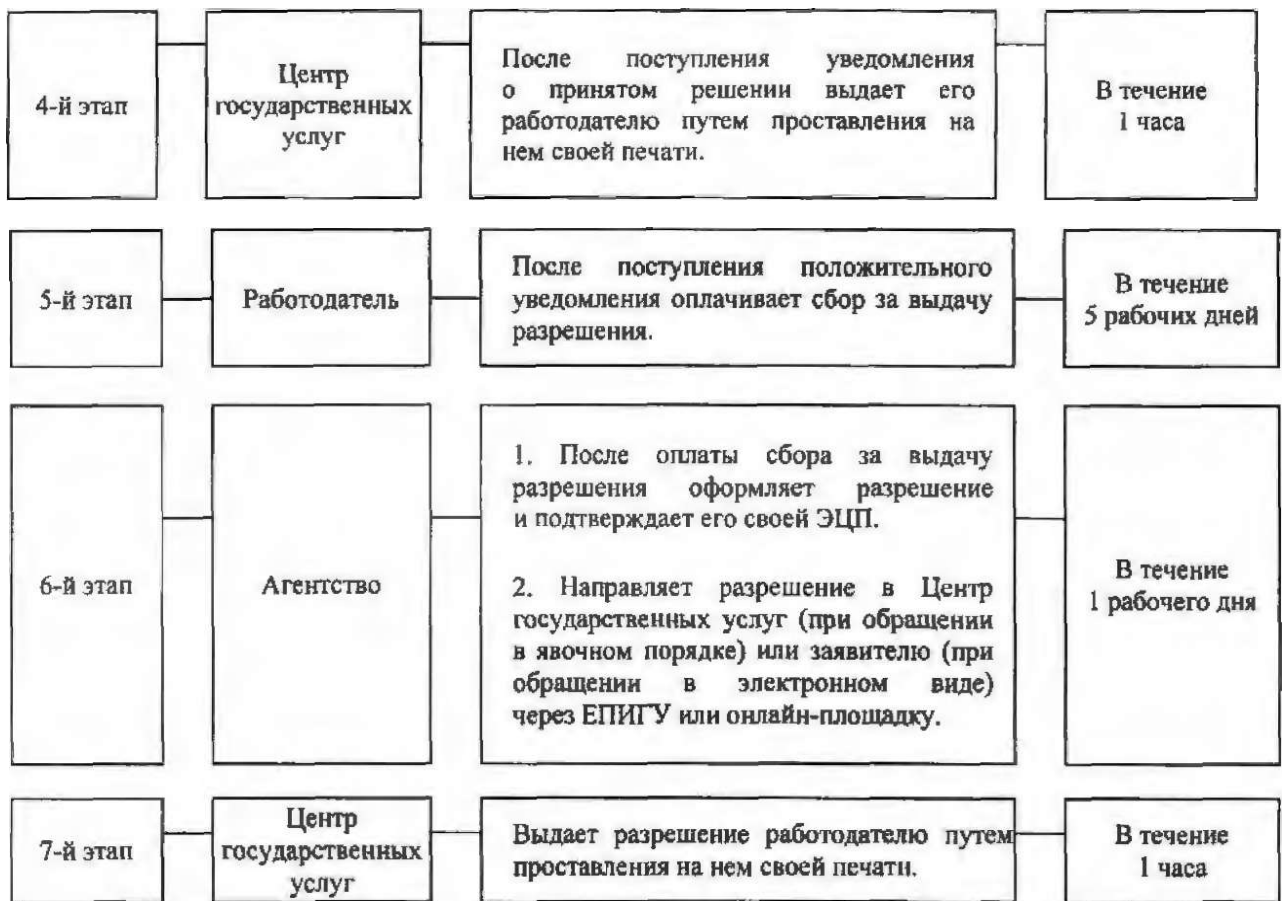 4-й этап
Центр
государственных
услуг
После поступления уведомления
о принятом решении выдает его
работодателю путем проставления на
нем своей печати.
В течение
1 часа
5-й этап
Работодатель
После поступления положительного
уведомления оплачивает сбор за выдачу
разрешения.
В течение
5 рабочих дней
6-й этап
Агентство
1. После оплаты сбора за выдачу
разрешения оформляет разрешение
и подтверждает его своей ЭЦП.
2. Направляет разрешение в Центр
государственных услуг (при обращении
в явочном порядке) или заявителю (при
обращении в электронном виде)
через ЕПИГУ или онлайн-площадку.
В течение
1 рабочего дня
7-й этап
Центр
государственных
услуг
Выдает разрешение работодателю путем
проставления на нем своей печати.
В течение
1 часа